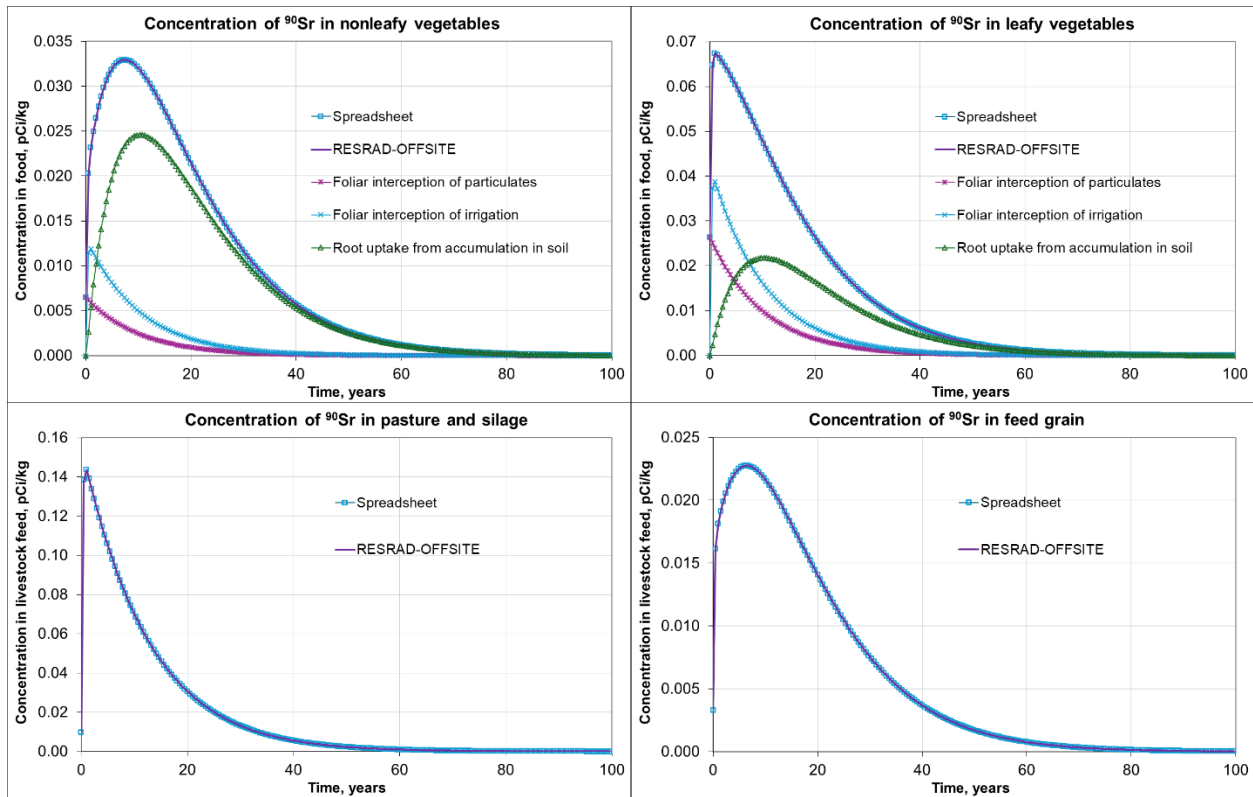 Concentration of ⁹⁰Sr in nonleafy vegetables
0.035
0.030
0.025
0.020
0.015
0.010
0.005
0.000
Concentration in food, pCi/kg
Spreadsheet
RESRAD-OFFSITE
Foliar interception of particulates
Foliar interception of irrigation
Root uptake from accumulation in soil
0 20 40 60 80 100
Time, years
Concentration of ⁹⁰Sr in leafy vegetables
0.07
0.06
0.05
0.04
0.03
0.02
0.01
0.00
Concentration in food, pCi/kg
Spreadsheet
RESRAD-OFFSITE
Foliar interception of particulates
Foliar interception of irrigation
Root uptake from accumulation in soil
0 20 40 60 80 100
Time, years
Concentration of ⁹⁰Sr in pasture and silage
0.16
0.14
0.12
0.10
0.08
0.06
0.04
0.02
0.00
Concentration in livestock feed, pCi/kg
Spreadsheet
RESRAD-OFFSITE
0 20 40 60 80 100
Time, years
Concentration of ⁹⁰Sr in feed grain
0.025
0.020
0.015
0.010
0.005
0.000
Concentration in livestock feed, pCi/kg
Spreadsheet
RESRAD-OFFSITE
0 20 40 60 80 100
Time, years